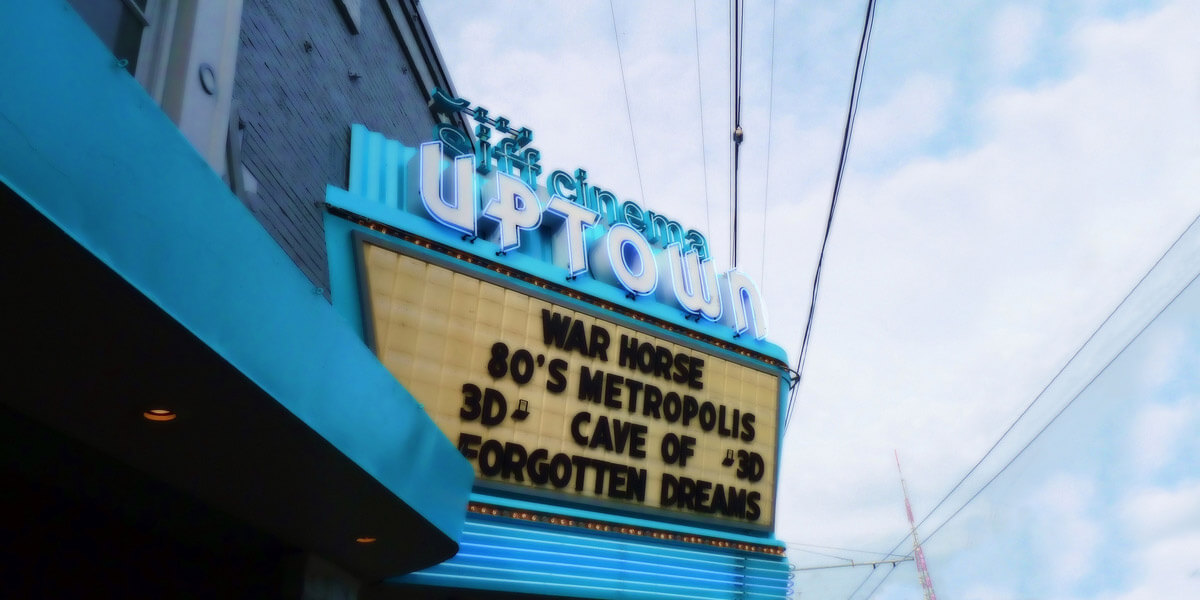 siff cinema
UPTOWN
WAR HORSE
80'S METROPOLIS
3D CAVE OF 3D
FORGOTTEN DREAMS